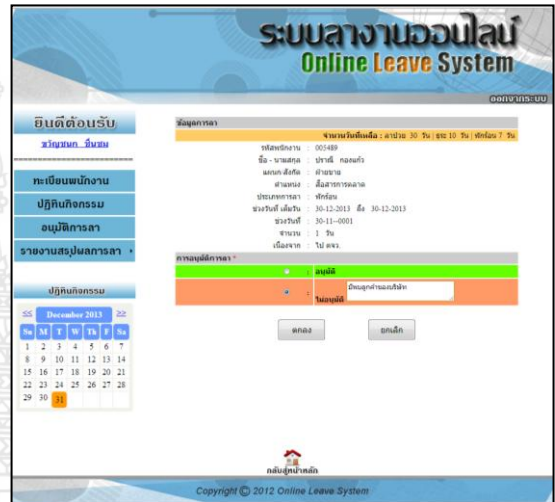 ระบบลางานออนไลน์
Online Leave System
ออกจากระบบ
ยินดีต้อนรับ
ขวัญชนก ชื่นชม
ทะเบียนพนักงาน
ปฏิทินกิจกรรม
อนุมัติการลา
รายงานสรุปผลการลา
ปฏิทินกิจกรรม
<< December 2013 >>
Su M T W Th F Sa
1 2 3 4 5 6 7
8 9 10 11 12 13 14
15 16 17 18 19 20 21
22 23 24 25 26 27 28
29 30 31
ข้อมูลการลา
จำนวนวันที่เหลือ : ลาป่วย 30 วัน | ธุระ 10 วัน | พักร้อน 7 วัน
รหัสพนักงาน : 005489
ชื่อ - นามสกุล : ปราณี กองแก้ว
แผนก สังกัด : ฝ่ายขาย
ตำแหน่ง : สื่อสารการตลาด
ประเภทการลา : พักร้อน
ช่วงวันที่ เต็มวัน : 30-12-2013 ถึง 30-12-2013
ช่วงวันที่ : 30-11--0001
จำนวน : 1 วัน
เนื่องจาก : ไป ตจว.
การอนุมัติการลา *
: อนุมัติ
: ไม่อนุมัติ มีพบลูกค้าของบริษัท
ตกลง ยกเลิก
กลับสู่หน้าหลัก
Copyright © 2012 Online Leave System